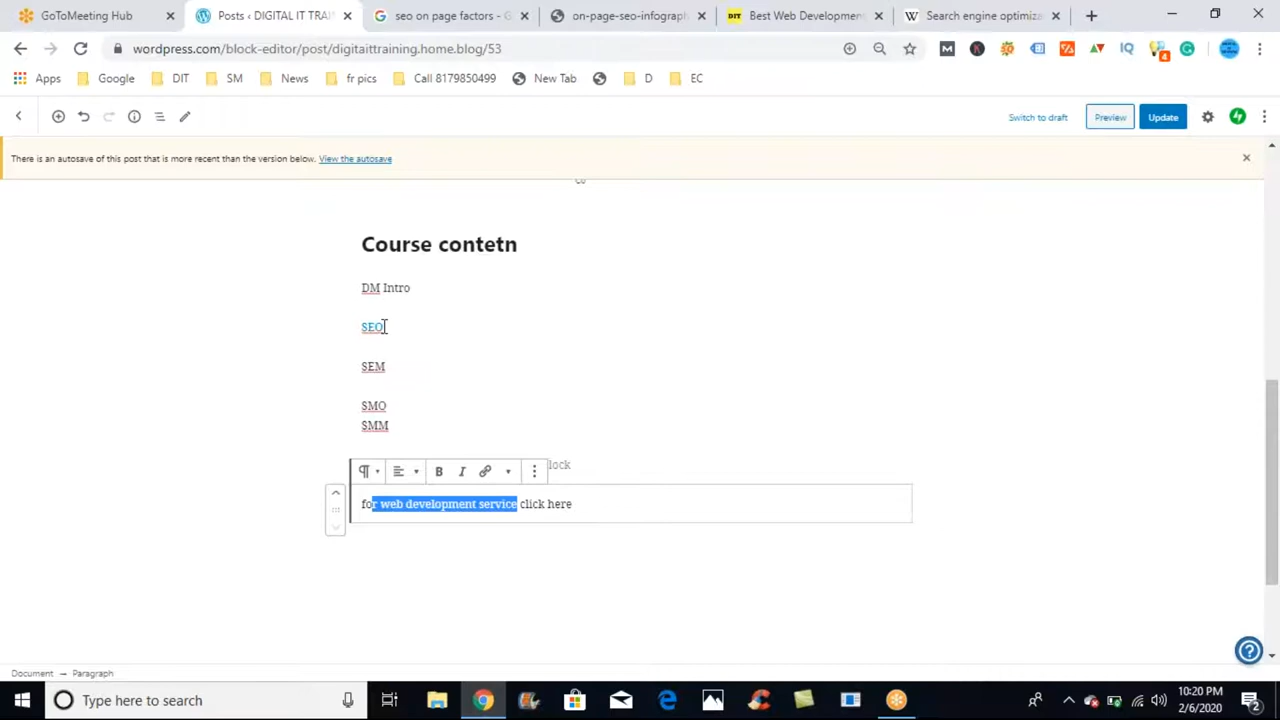 GoToMeeting Hub
Posts ‹ DIGITAL IT TRAI
seo on page factors - G
on-page-seo-infograph
DIT Best Web Development
W Search engine optimiza
wordpress.com/block-editor/post/digitaittraining.home.blog/53
Apps Google DIT SM News fr pics Call 8179850499 New Tab D EC
Switch to draft Preview Update
There is an autosave of this post that is more recent than the version below. View the autosave
Course contetn
DM Intro
SEO
SEM
SMO
SMM
B I lock
for web development service click here
Document → Paragraph
Type here to search
10:20 PM
2/6/2020